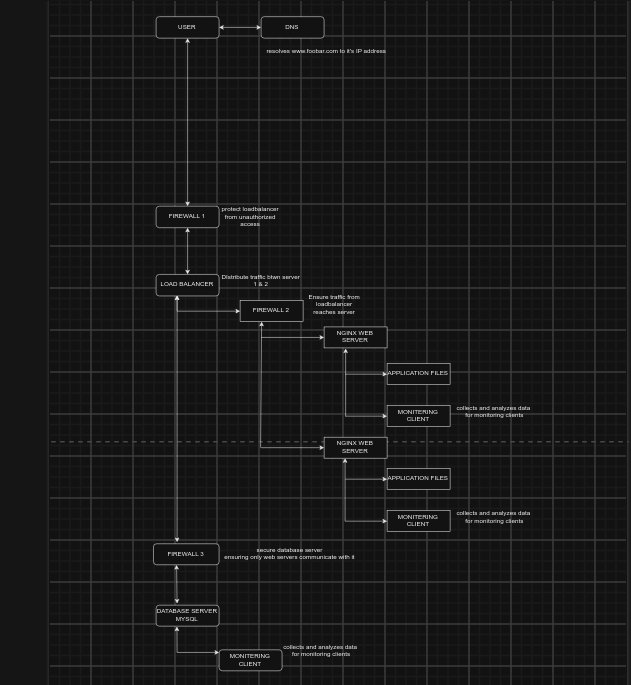 USER
DNS
resolves www.foobar.com to it's IP address
FIREWALL 1
protect loadbalancer
from unauthorized
access
LOAD BALANCER
Distribute traffic btwn server
1 & 2
FIREWALL 2
Ensure traffic from
loadbalancer
reaches server
NGINX WEB
SERVER
APPLICATION FILES
MONITERING
CLIENT
collects and analyzes data
for monitoring clients
NGINX WEB
SERVER
APPLICATION FILES
MONITERING
CLIENT
collects and analyzes data
for monitoring clients
FIREWALL 3
secure database server
ensuring only web servers communicate with it
DATABASE SERVER
MYSQL
MONITERING
CLIENT
collects and analyzes data
for monitoring clients